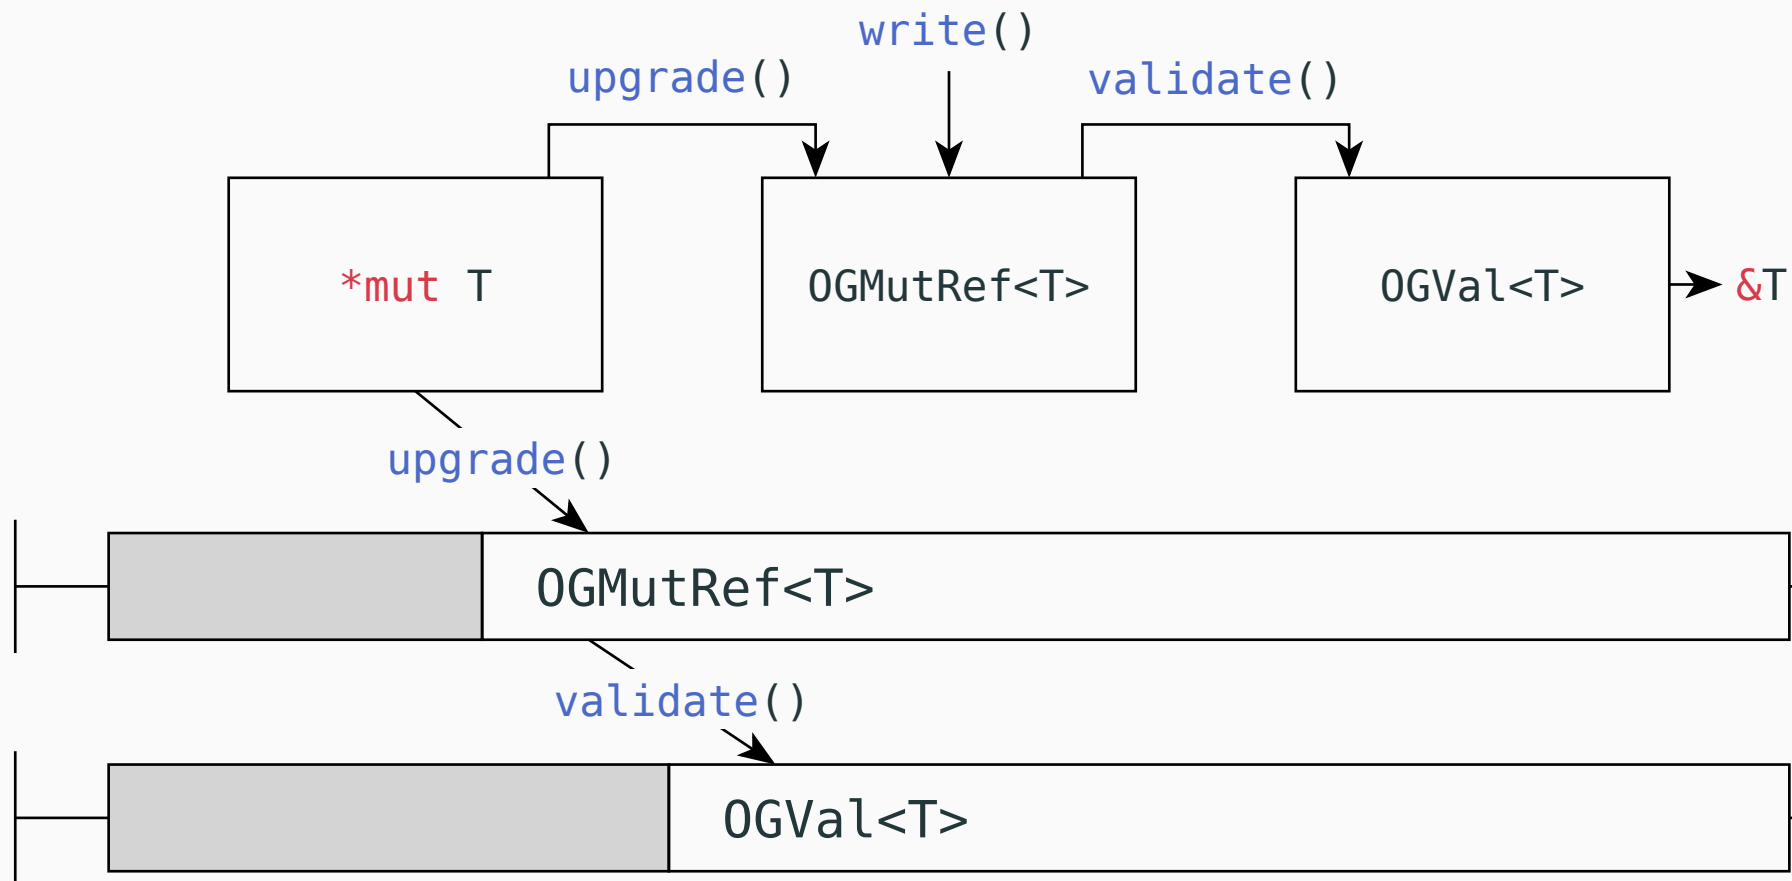 write()
upgrade()
validate()
*mut T
OGMutRef<T>
OGVal<T>
&T
upgrade()
OGMutRef<T>
validate()
OGVal<T>